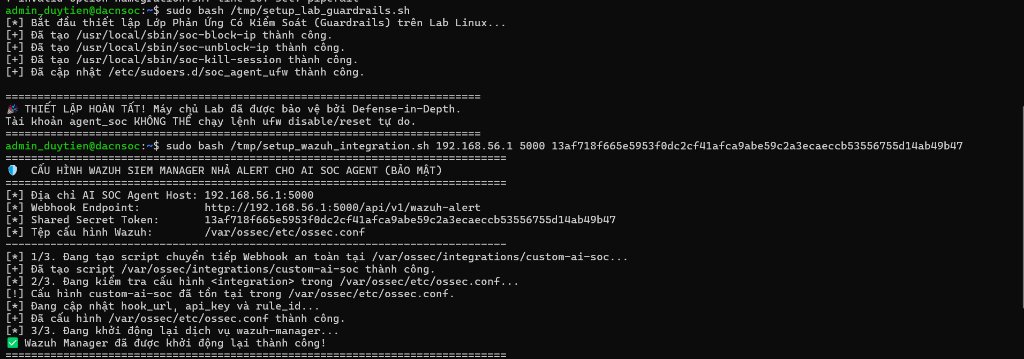 admin_duytien@dacnsoc:~$ sudo bash /tmp/setup_lab_guardrails.sh
[*] Bắt đầu thiết lập Lớp Phản Ứng Có Kiểm Soát (Guardrails) trên Lab Linux...
[+] Đã tạo /usr/local/sbin/soc-block-ip thành công.
[+] Đã tạo /usr/local/sbin/soc-unblock-ip thành công.
[+] Đã tạo /usr/local/sbin/soc-kill-session thành công.
[+] Đã cập nhật /etc/sudoers.d/soc_agent_ufw thành công.
======================================================================
🎉 THIẾT LẬP HOÀN TẤT! Máy chủ Lab đã được bảo vệ bởi Defense-in-Depth.
Tài khoản agent_soc KHÔNG THỂ chạy lệnh ufw disable/reset tự do.
======================================================================
admin_duytien@dacnsoc:~$ sudo bash /tmp/setup_wazuh_integration.sh 192.168.56.1 5000 13af718f665e5953f0dc2cf41afca9abe59c2a3ecaeccb53556755d14ab49b47
==========================================================================
🛡️ CẤU HÌNH WAZUH SIEM MANAGER NHẢ ALERT CHO AI SOC AGENT (BẢO MẬT)
==========================================================================
[*] Địa chỉ AI SOC Agent Host: 192.168.56.1:5000
[*] Webhook Endpoint: http://192.168.56.1:5000/api/v1/wazuh-alert
[*] Shared Secret Token: 13af718f665e5953f0dc2cf41afca9abe59c2a3ecaeccb53556755d14ab49b47
[*] Tệp cấu hình Wazuh: /var/ossec/etc/ossec.conf
--------------------------------------------------------------------------
[*] 1/3. Đang tạo script chuyển tiếp Webhook an toàn tại /var/ossec/integrations/custom-ai-soc...
[+] Đã tạo script /var/ossec/integrations/custom-ai-soc thành công.
[*] 2/3. Đang kiểm tra cấu hình <integration> trong /var/ossec/etc/ossec.conf...
[!] Cấu hình custom-ai-soc đã tồn tại trong /var/ossec/etc/ossec.conf.
[*] Đang cập nhật hook_url, api_key và rule_id...
[+] Đã cấu hình /var/ossec/etc/ossec.conf thành công.
[*] 3/3. Đang khởi động lại dịch vụ wazuh-manager...
✅ Wazuh Manager đã được khởi động lại thành công!
==========================================================================